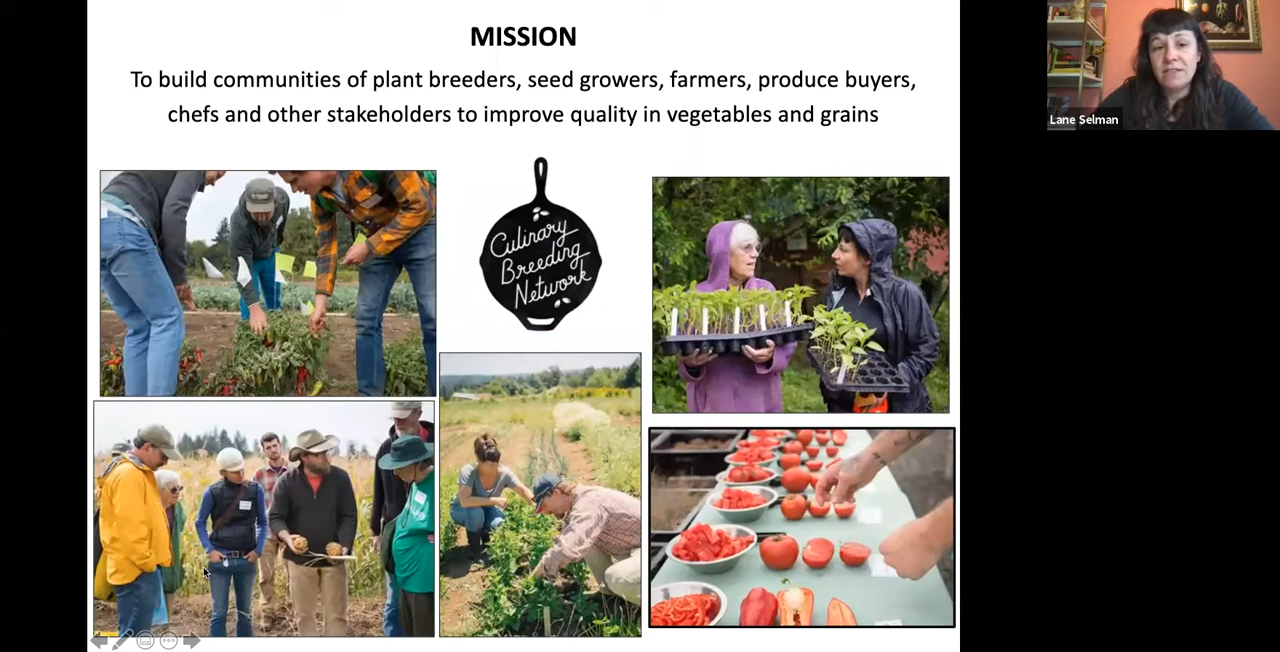 MISSION
To build communities of plant breeders, seed growers, farmers, produce buyers,
chefs and other stakeholders to improve quality in vegetables and grains
Culinary
Breeding
Network
Lane Selman